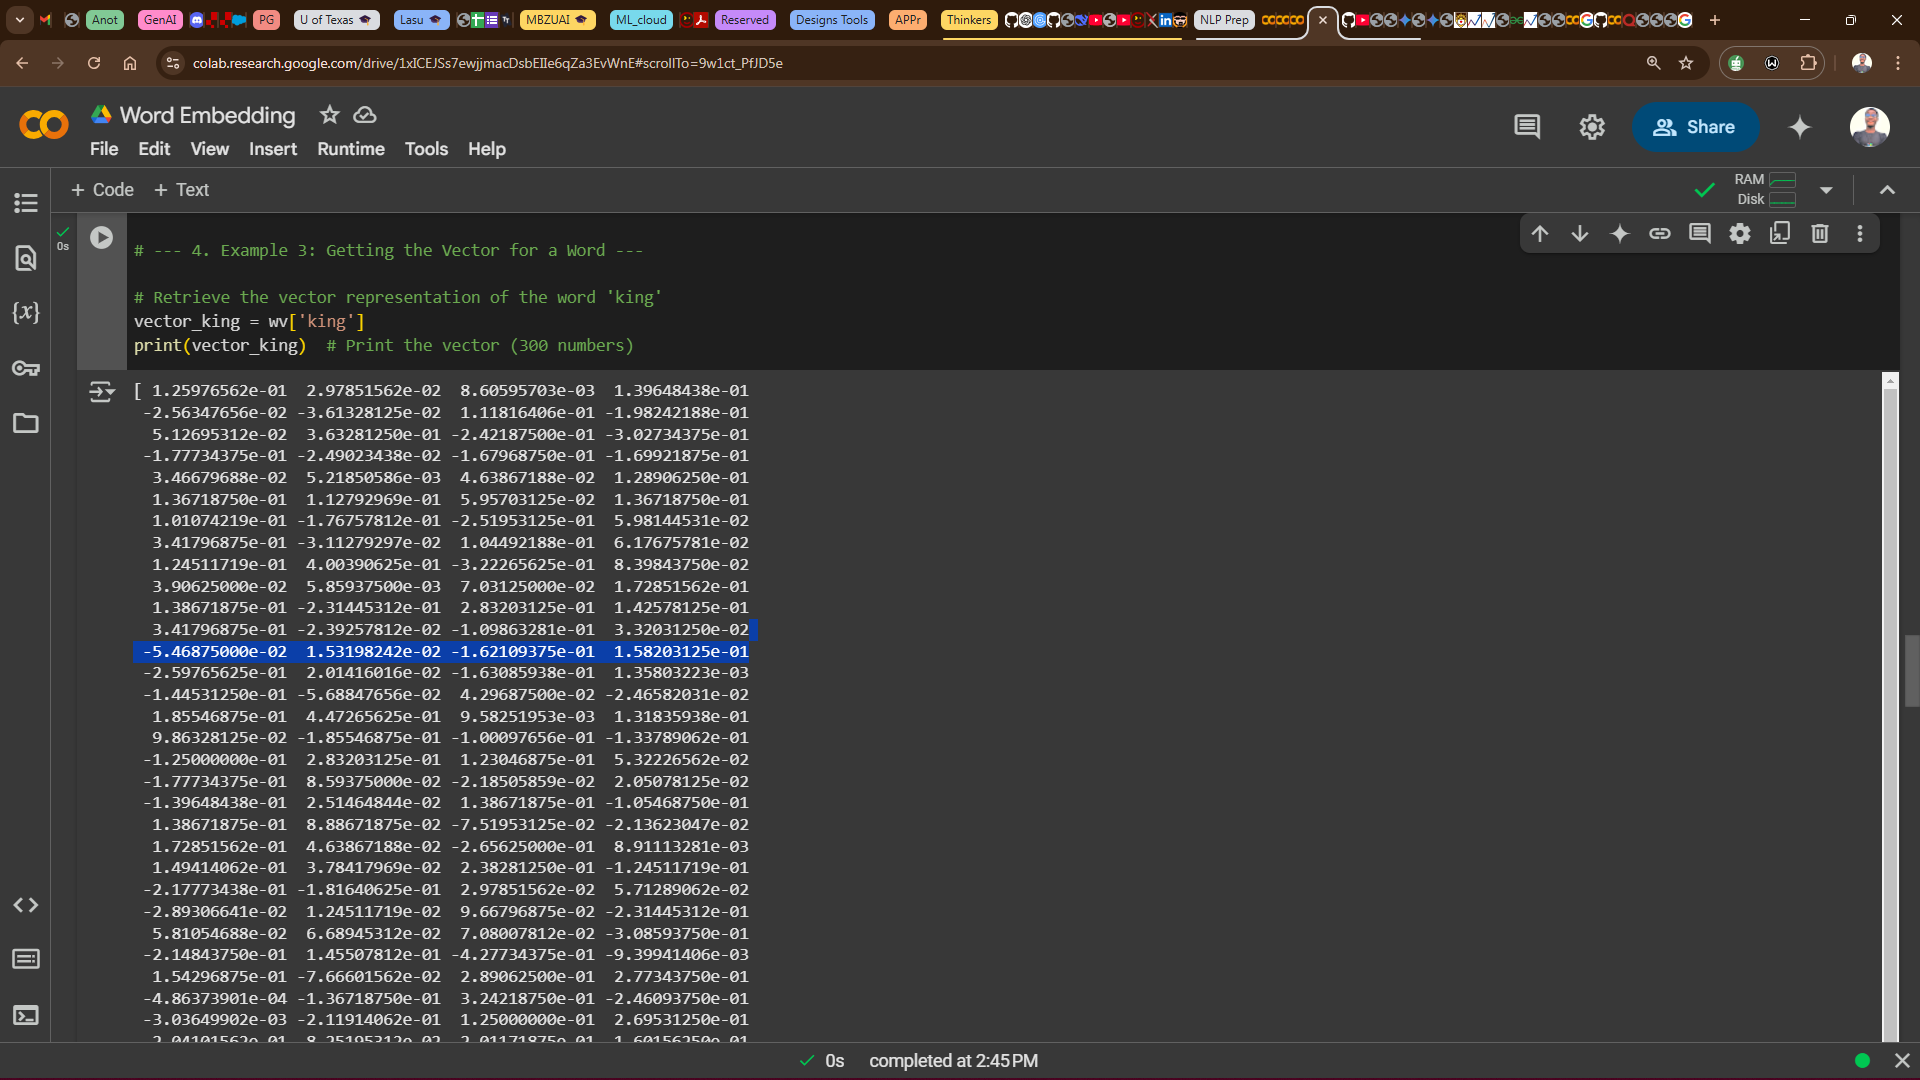 Anot GenAI PG U of Texas 🎓 Lasu 🎓 MBZUAI 🎓 ML_cloud Reserved Designs Tools APPr Thinkers NLP Prep
colab.research.google.com/drive/1xICEJSs7ewjjmacDsbEIIe6qZa3EvWnE#scrollTo=9w1ct_PfJD5e
Word Embedding
Share
File Edit View Insert Runtime Tools Help
+ Code + Text
RAM
Disk
0s
# --- 4. Example 3: Getting the Vector for a Word ---
# Retrieve the vector representation of the word 'king'
vector_king = wv['king']
print(vector_king)  # Print the vector (300 numbers)
[ 1.25976562e-01  2.97851562e-02  8.60595703e-03  1.39648438e-01
-2.56347656e-02 -3.61328125e-02  1.11816406e-01 -1.98242188e-01
5.12695312e-02  3.63281250e-01 -2.42187500e-01 -3.02734375e-01
-1.77734375e-01 -2.49023438e-02 -1.67968750e-01 -1.69921875e-01
3.46679688e-02  5.21850586e-03  4.63867188e-02  1.28906250e-01
1.36718750e-01  1.12792969e-01  5.95703125e-02  1.36718750e-01
1.01074219e-01 -1.76757812e-01 -2.51953125e-01  5.98144531e-02
3.41796875e-01 -3.11279297e-02  1.04492188e-01  6.17675781e-02
1.24511719e-01  4.00390625e-01 -3.22265625e-01  8.39843750e-02
3.90625000e-02  5.85937500e-03  7.03125000e-02  1.72851562e-01
1.38671875e-01 -2.31445312e-01  2.83203125e-01  1.42578125e-01
3.41796875e-01 -2.39257812e-02 -1.09863281e-01  3.32031250e-02
-5.46875000e-02  1.53198242e-02 -1.62109375e-01  1.58203125e-01
-2.59765625e-01  2.01416016e-02 -1.63085938e-01  1.35803223e-03
-1.44531250e-01 -5.68847656e-02  4.29687500e-02 -2.46582031e-02
1.85546875e-01  4.47265625e-01  9.58251953e-03  1.31835938e-01
9.86328125e-02 -1.85546875e-01 -1.00097656e-01 -1.33789062e-01
-1.25000000e-01  2.83203125e-01  1.23046875e-01  5.32226562e-02
-1.77734375e-01  8.59375000e-02 -2.18505859e-02  2.05078125e-02
-1.39648438e-01  2.51464844e-02  1.38671875e-01 -1.05468750e-01
1.38671875e-01  8.88671875e-02 -7.51953125e-02 -2.13623047e-02
1.72851562e-01  4.63867188e-02 -2.65625000e-01  8.91113281e-03
1.49414062e-01  3.78417969e-02  2.38281250e-01 -1.24511719e-01
-2.17773438e-01 -1.81640625e-01  2.97851562e-02  5.71289062e-02
-2.89306641e-02  1.24511719e-02  9.66796875e-02 -2.31445312e-01
5.81054688e-02  6.68945312e-02  7.08007812e-02 -3.08593750e-01
-2.14843750e-01  1.45507812e-01 -4.27734375e-01 -9.39941406e-03
1.54296875e-01 -7.66601562e-02  2.89062500e-01  2.77343750e-01
-4.86373901e-04 -1.36718750e-01  3.24218750e-01 -2.46093750e-01
-3.03649902e-03 -2.11914062e-01  1.25000000e-01  2.69531250e-01
0s completed at 2:45 PM